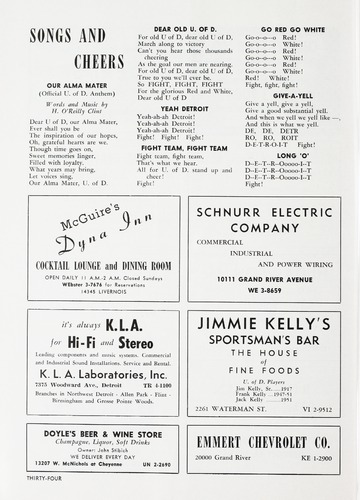 SONGS AND
CHEERS
OUR ALMA MATER
(Official U. of D. Anthem)
Words and Music by
H. O'Reilly Clint
Dear U. of D., our Alma Mater,
Ever shall you be
The inspiration of our hopes,
Oh, grateful hearts are we.
Though time goes on,
Sweet memories linger,
Filled with loyalty.
What years may bring,
Let voices sing,
Our Alma Mater, U. of D.
DEAR OLD U. OF D.
For old U of D, dear old U of D,
March along to victory
Can't you hear those thousands
cheering
As the goal our men are nearing.
For old U of D, dear old U of D,
True to you we'll ever be,
So FIGHT, FIGHT, FIGHT
For the glorious Red and White,
Dear old U of D
YEAH DETROIT
Yeah-ah-ah Detroit!
Yeah-ah-ah Detroit!
Yeah-ah-ah Detroit!
Fight! Fight! Fight!
FIGHT TEAM, FIGHT TEAM
Fight team, fight team,
That's what we hear.
All for U. of D. stand up and
cheer!
Fight!
GO RED GO WHITE
Go-o-o-o Red!
Go-o-o-o White!
Go-o-o-o Red!
Go-o-o-o White!
Red! White!
Fight, fight, fight!
GIVE-A-YELL
Give a yell, give a yell,
Give a good substantial yell.
And when we yell we yell like —,
And this is what we yell.
DE, DE, DETR
RO, RO, ROIT
D-E-T-R-O-I-T Fight!
LONG 'O'
D—E—T—R—Ooooo-I—T
D—E—T—R—Ooooo-I—T
D—E—T—R—Ooooo-I—T
Fight!
McGuire's
Dyna Inn
COCKTAIL LOUNGE and DINING ROOM
OPEN DAILY 11 A.M.-2 A.M. Closed Sundays
WEbster 3-7676 for Reservations
14345 LIVERNOIS
SCHNURR ELECTRIC
COMPANY
COMMERCIAL
INDUSTRIAL
AND POWER WIRING
10111 GRAND RIVER AVENUE
WE 3-8659
it's always K.L.A.
for Hi-Fi and Stereo
Leading components and music systems. Commercial
and Industrial Sound Installations. Service and Rental.
K. L. A. Laboratories, Inc.
7375 Woodward Ave., Detroit TR 4-1100
Branches in Northwest Detroit - Allen Park - Flint -
Birmingham and Grosse Pointe Woods.
JIMMIE KELLY'S
SPORTSMAN'S BAR
THE HOUSE
of
FINE FOODS
U. of D. Players
Jim Kelly, Sr....1917
Frank Kelly ...1947-51
Jack Kelly ......1951
2261 WATERMAN ST. VI 2-9512
DOYLE'S BEER & WINE STORE
Champagne, Liquor, Soft Drinks
Owner: John Stibich
WE DELIVER EVERY DAY
13207 W. McNichols at Cheyenne UN 2-2690
EMMERT CHEVROLET CO.
20000 Grand River KE 1-2900
THIRTY-FOUR